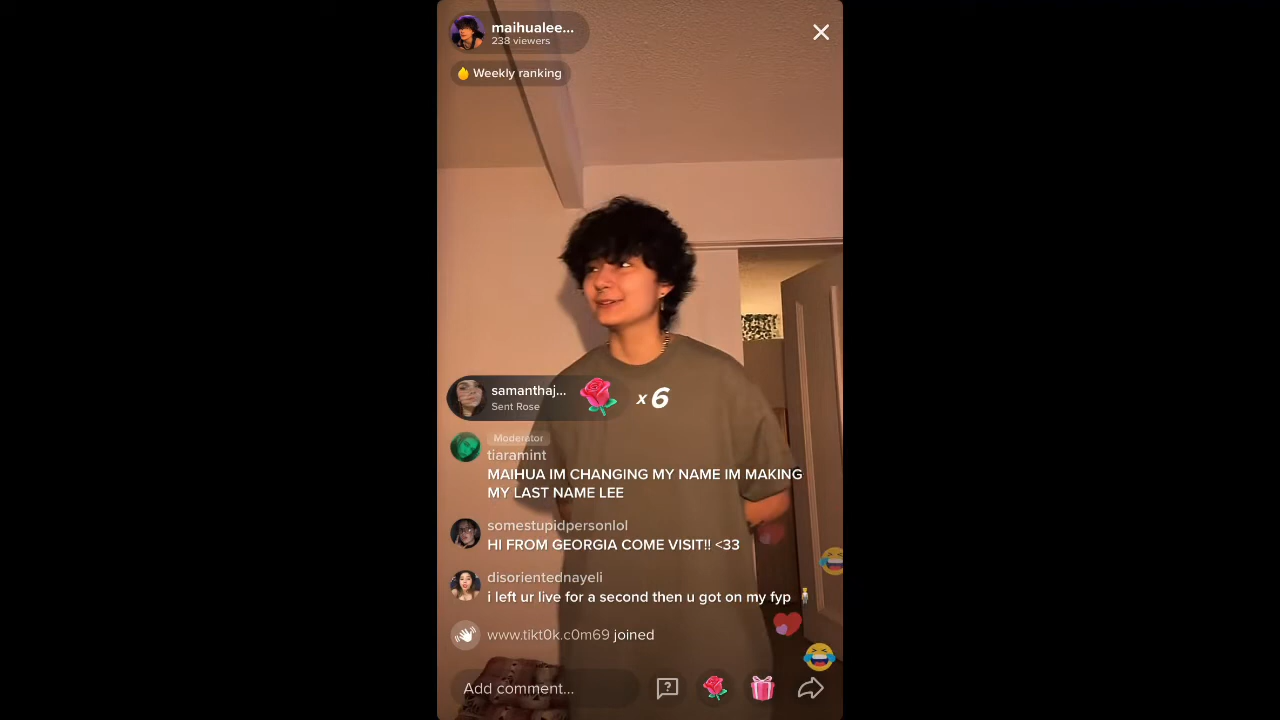 maihualee...
238 viewers
Weekly ranking
samanthaj...
Sent Rose
x 6
Moderator
tiaramint
MAIHUA IM CHANGING MY NAME IM MAKING
MY LAST NAME LEE
somestupidpersonlol
HI FROM GEORGIA COME VISIT!! <33
disorientednayeli
i left ur live for a second then u got on my fyp 🧍
www.tikt0k.c0m69 joined
Add comment...
?